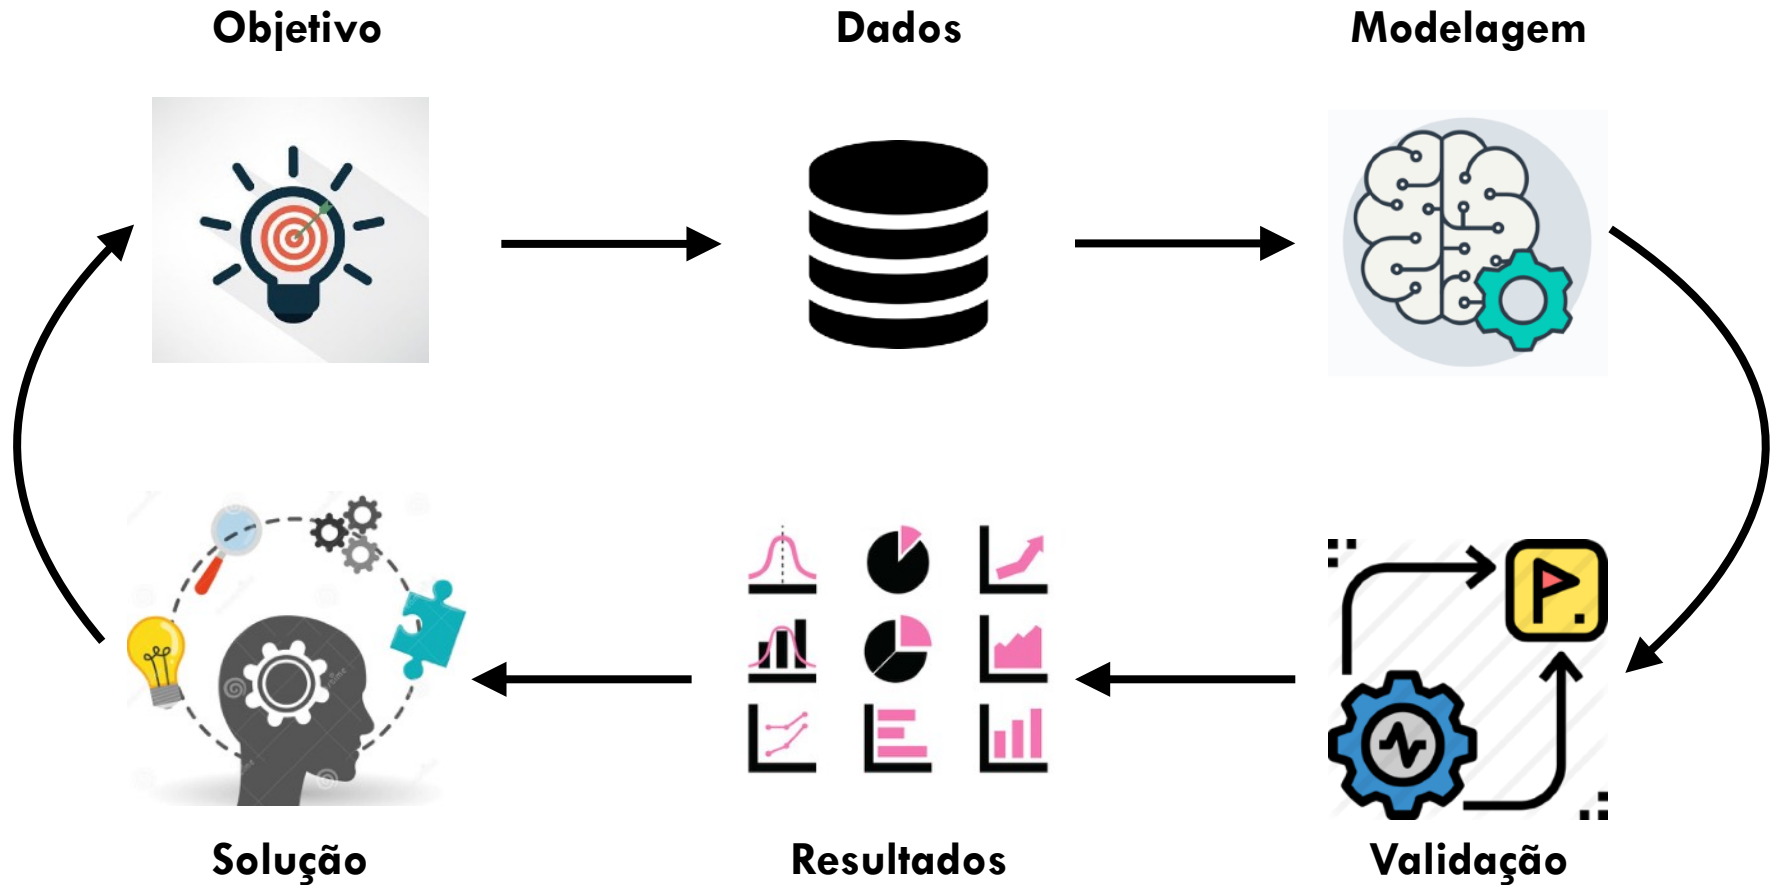 Objetivo
Dados
Modelagem
Solução
Resultados
Validação